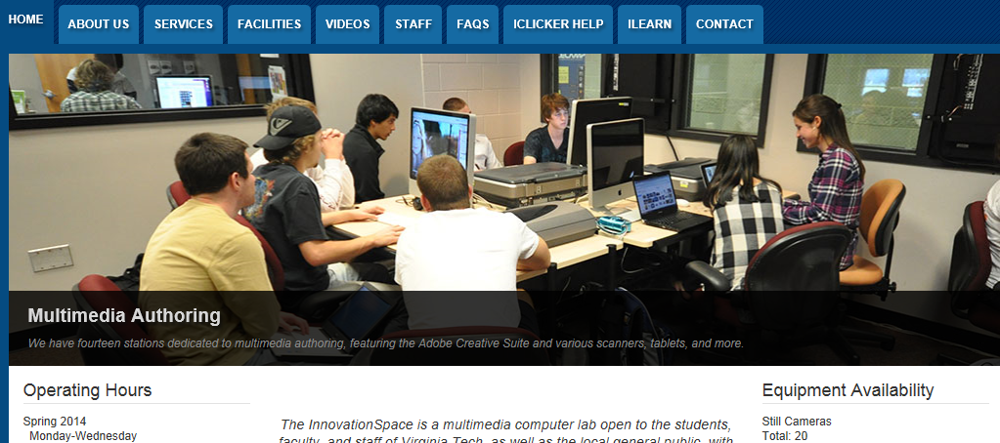 HOME ABOUT US SERVICES FACILITIES VIDEOS STAFF FAQS ICLICKER HELP ILEARN CONTACT
Multimedia Authoring
We have fourteen stations dedicated to multimedia authoring, featuring the Adobe Creative Suite and various scanners, tablets, and more.
Operating Hours
Spring 2014
Monday-Wednesday
The InnovationSpace is a multimedia computer lab open to the students,
faculty, and staff of Virginia Tech, as well as the local general public, with
Equipment Availability
Still Cameras
Total: 20